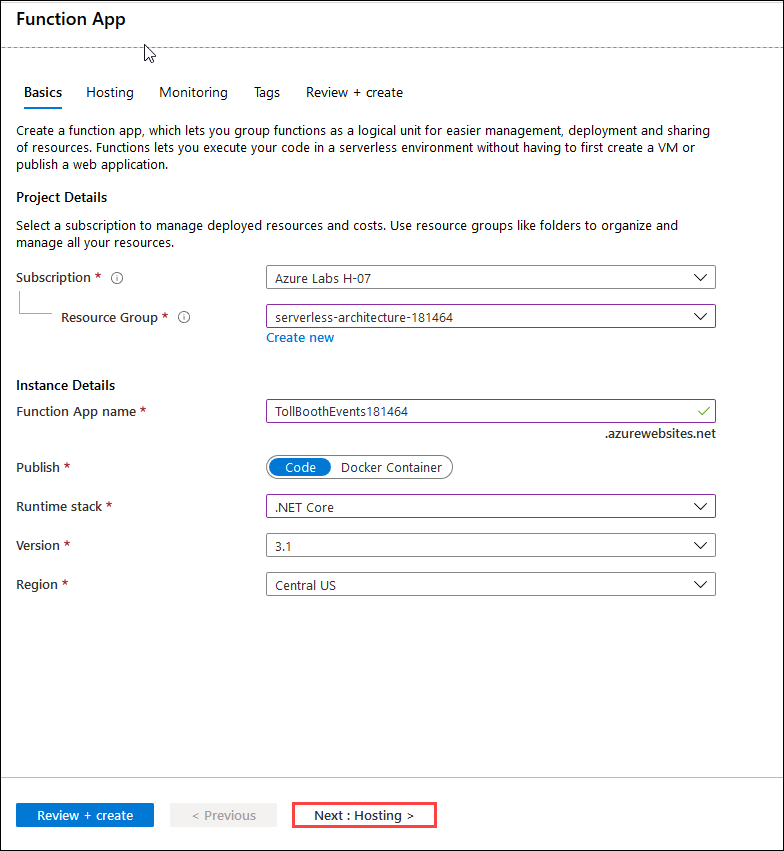 Function App
Basics Hosting Monitoring Tags Review + create
Create a function app, which lets you group functions as a logical unit for easier management, deployment and sharing
of resources. Functions lets you execute your code in a serverless environment without having to first create a VM or
publish a web application.
Project Details
Select a subscription to manage deployed resources and costs. Use resource groups like folders to organize and
manage all your resources.
Subscription * Azure Labs H-07
Resource Group * serverless-architecture-181464
Create new
Instance Details
Function App name * TollBoothEvents181464
.azurewebsites.net
Publish * Code Docker Container
Runtime stack * .NET Core
Version * 3.1
Region * Central US
Review + create < Previous Next : Hosting >